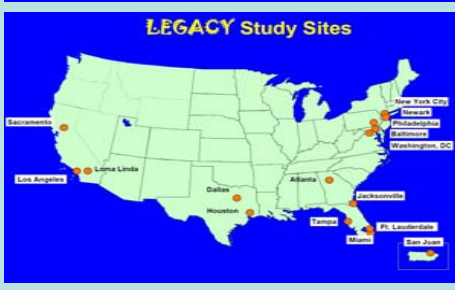 LEGACY Study Sites
New York City
Newark
Philadelphia
Baltimore
Washington, DC
Sacramento
Loma Linda
Los Angeles
Atlanta
Dallas
Houston
Jacksonville
Tampa
Ft. Lauderdale
Miami
San Juan